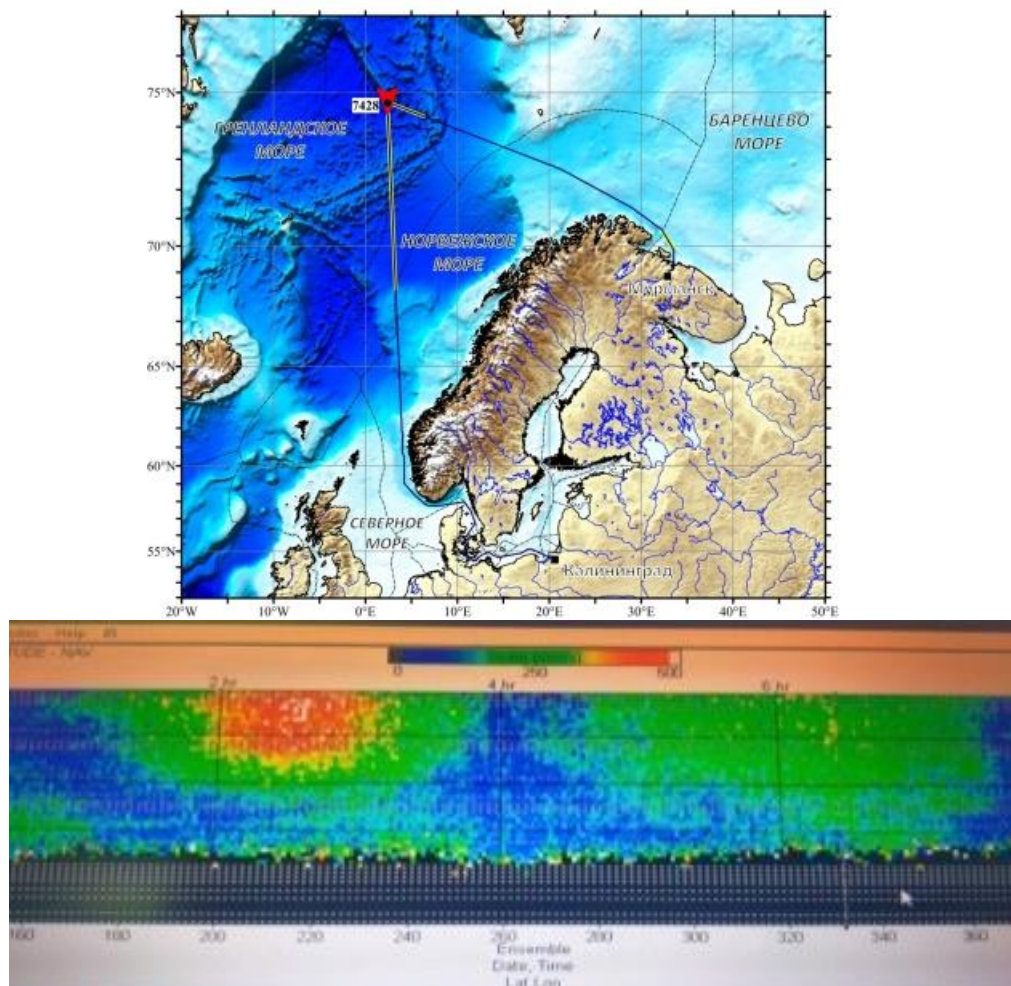 75°N
7428
ГРЕНЛАНДСКОЕ
МОРЕ
БАРЕНЦЕВО
МОРЕ
70°N
НОРВЕЖСКОЕ
МОРЕ
Мурманск
65°N
60°N
СЕВЕРНОЕ
МОРЕ
55°N
Калининград
20°W 10°W 0°E 10°E 20°E 30°E 40°E 50°E
Help
0 250 500
2 hr 4 hr 6 hr
160 180 200 220 240 260 280 300 320 340 360
Ensemble
Date, Time
Lat Lon